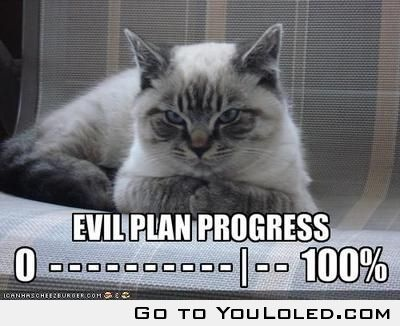 EVIL PLAN PROGRESS
0 -----------|-- 100%
ICANHASCHEEZBURGER.COM
Go to YouLoled.com